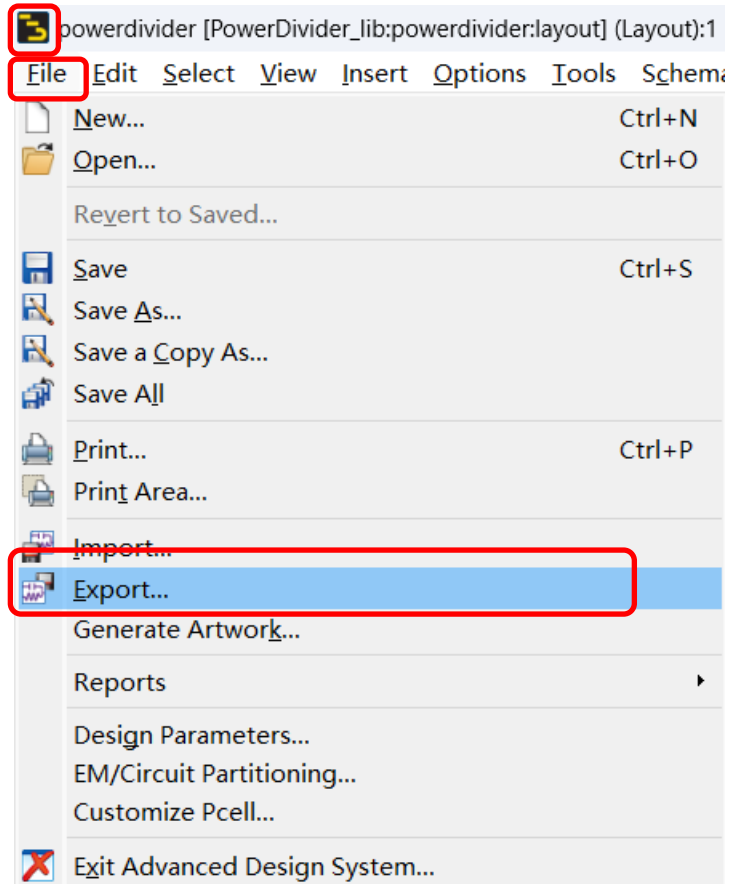 powerdivider [PowerDivider_lib:powerdivider:layout] (Layout):1
File Edit Select View Insert Options Tools Schema
New... Ctrl+N
Open... Ctrl+O
Revert to Saved...
Save Ctrl+S
Save As...
Save a Copy As...
Save All
Print... Ctrl+P
Print Area...
Import...
Export...
Generate Artwork...
Reports
Design Parameters...
EM/Circuit Partitioning...
Customize Pcell...
Exit Advanced Design System...